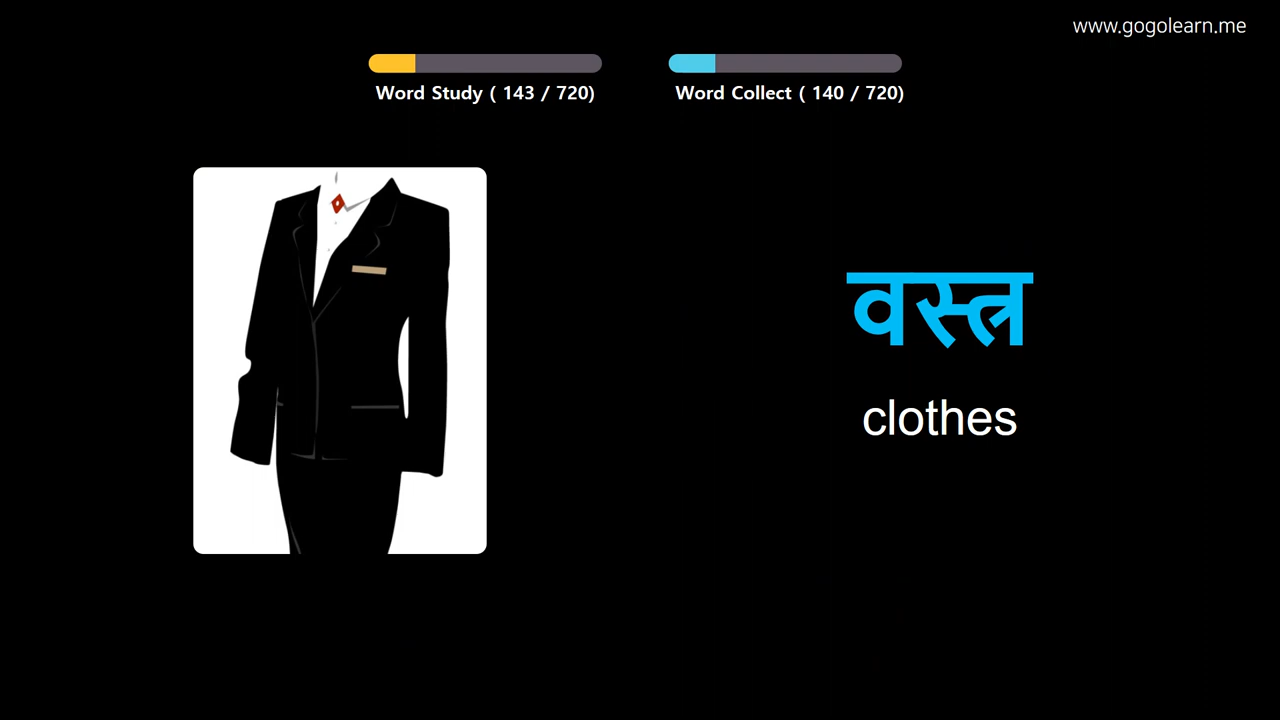 www.gogolearn.me
Word Study ( 143 / 720)
Word Collect ( 140 / 720)
वस्त्र
clothes